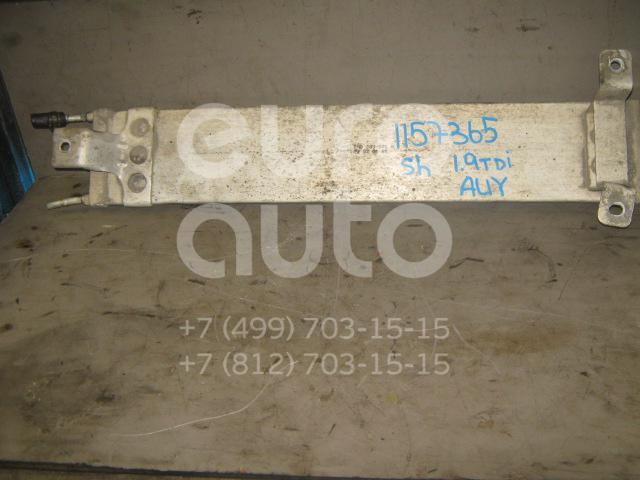 euro
auto
1157365
Sh 1.9TDi
AUY
+7 (499) 703-15-15
+7 (812) 703-15-15